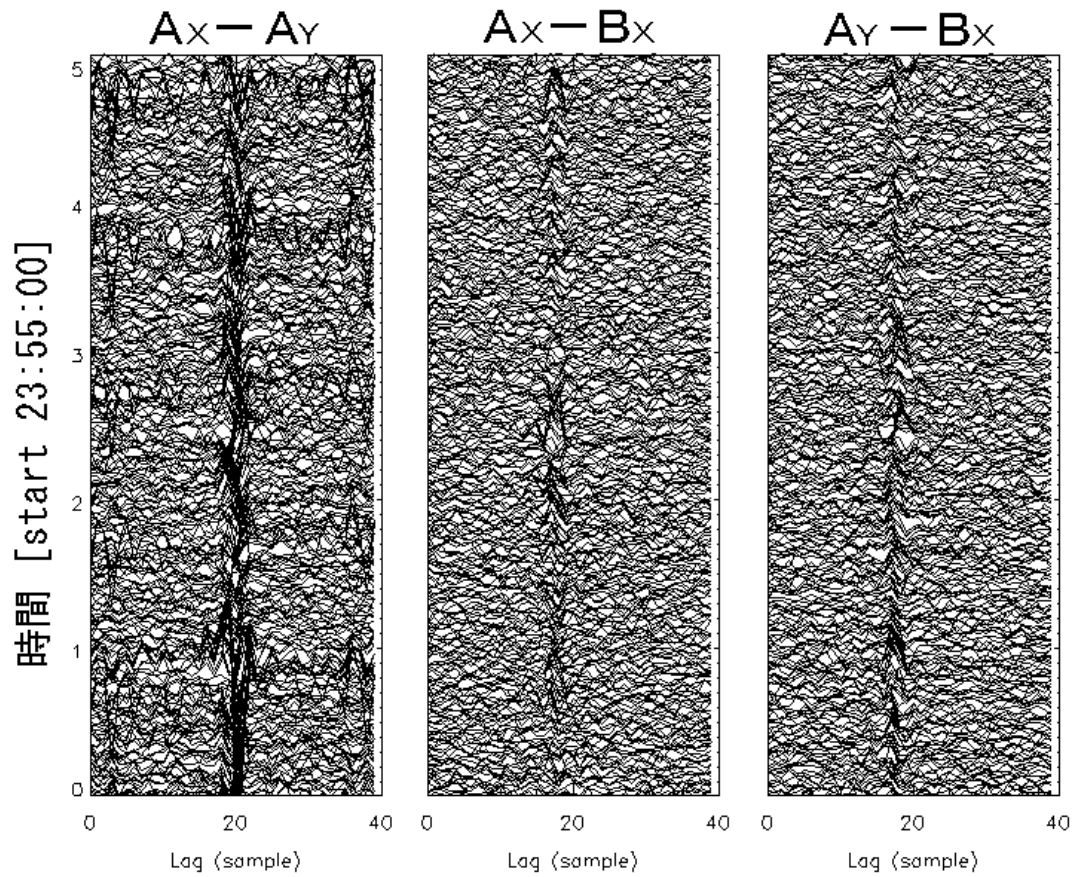 Ax－Ay
Ax－Bx
Ay－Bx
時間 [start 23:55:00]
5
4
3
2
1
0
0 20 40
0 20 40
0 20 40
Lag (sample)
Lag (sample)
Lag (sample)